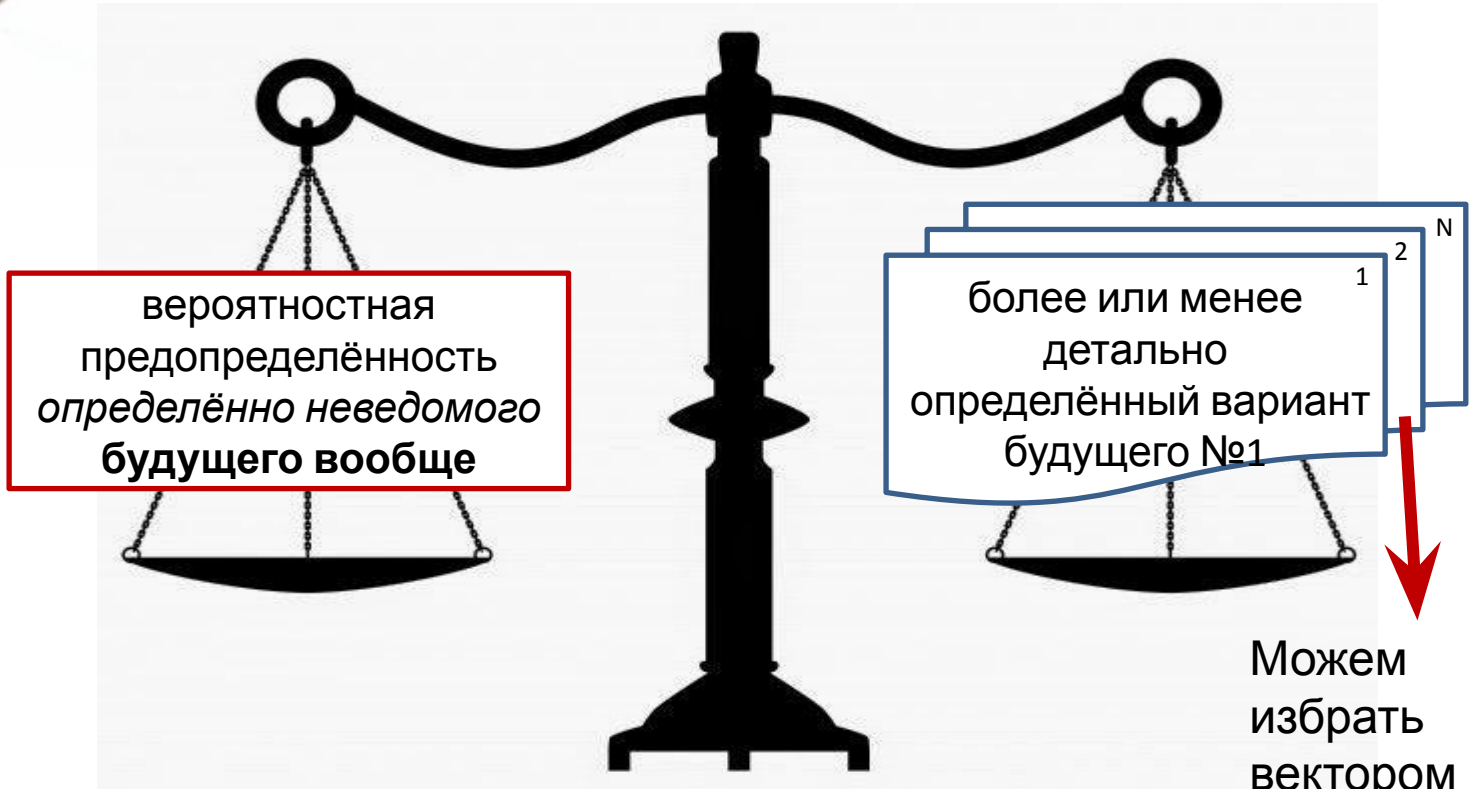 вероятностная
предопределённость
определённо неведомого
будущего вообще
N
2
1
более или менее
детально
определённый вариант
будущего №1
Можем
избрать
вектором